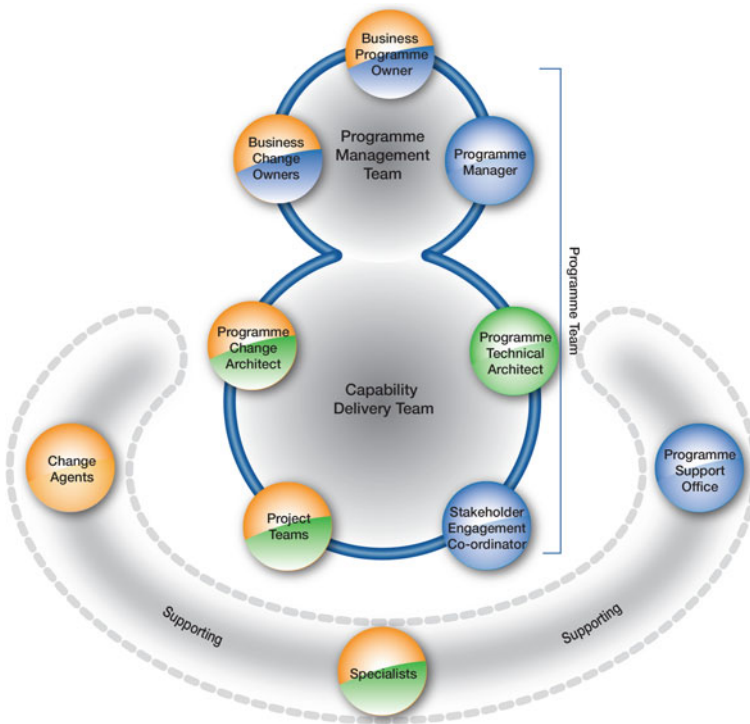 Business
Programme
Owner
Business
Change
Owners
Programme
Management
Team
Programme
Manager
Programme Team
Programme
Change
Architect
Programme
Technical
Architect
Capability
Delivery Team
Change
Agents
Programme
Support
Office
Project
Teams
Stakeholder
Engagement
Co-ordinator
Supporting
Supporting
Specialists